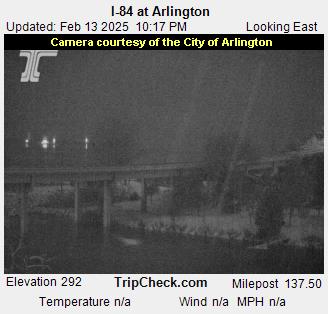 I-84 at Arlington
Updated: Feb 13 2025 10:17 PM Looking East
Camera courtesy of the City of Arlington
Elevation 292 TripCheck.com Milepost 137.50
Temperature n/a Wind n/a MPH n/a